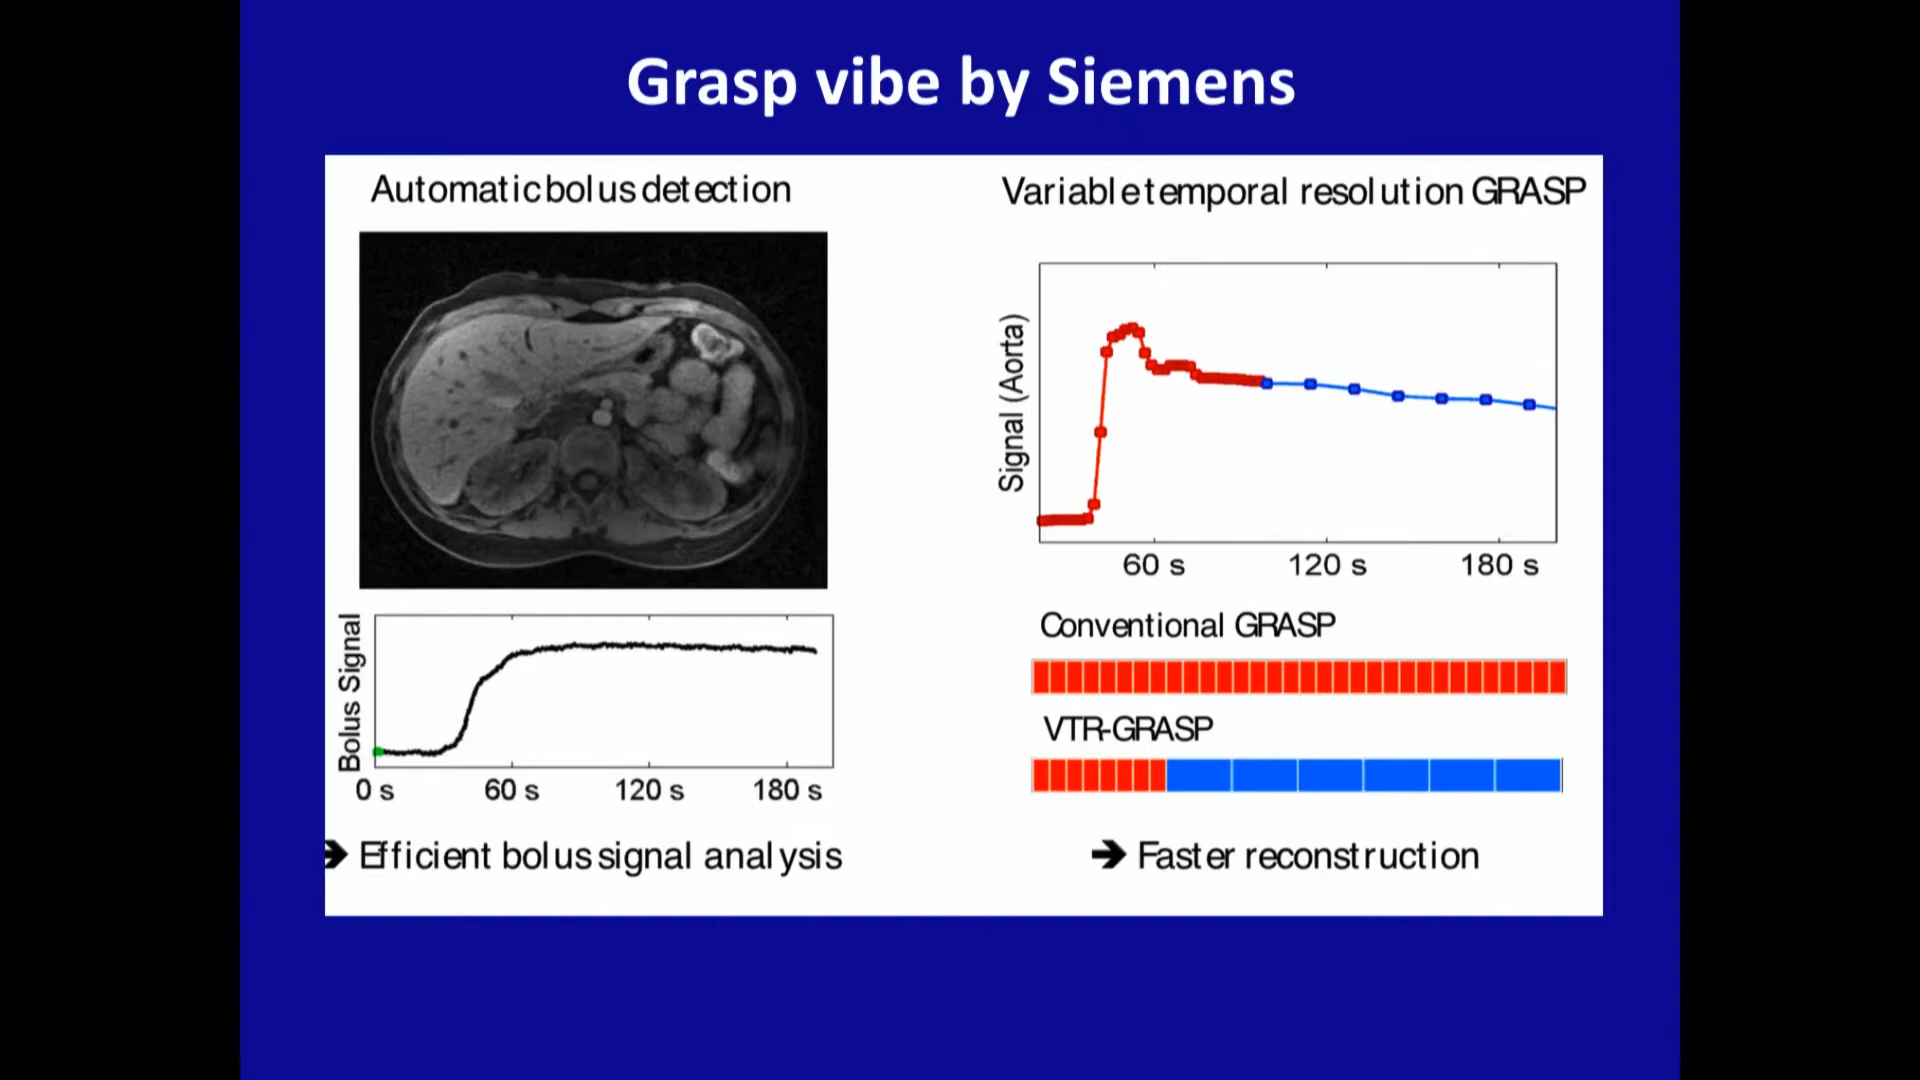 Grasp vibe by Siemens
Automatic bolus detection
Bolus Signal
0 s 60 s 120 s 180 s
➔ Efficient bolus signal analysis
Variable temporal resolution GRASP
Signal (Aorta)
60 s 120 s 180 s
Conventional GRASP
VTR-GRASP
➔ Faster reconstruction